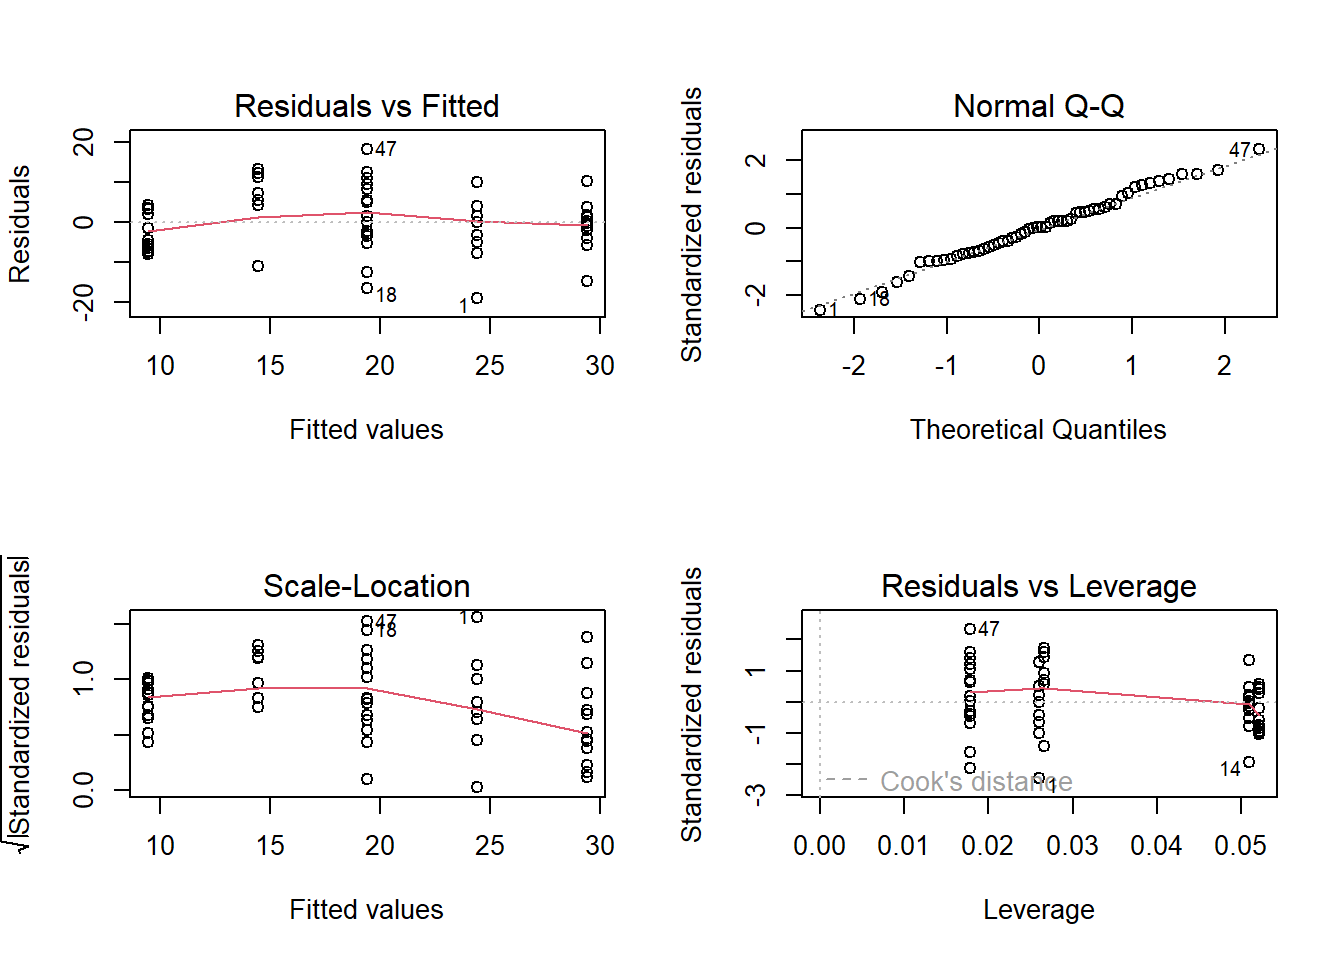 Residuals vs Fitted
Residuals
20
0
-20
47
18
1
10 15 20 25 30
Fitted values
Normal Q-Q
Standardized residuals
2
0
-2
47
18
1
-2 -1 0 1 2
Theoretical Quantiles
Scale-Location
√|Standardized residuals|
1.0
0.0
47
18
1
10 15 20 25 30
Fitted values
Residuals vs Leverage
Standardized residuals
1
-1
-3
47
14
1
Cook's distance
0.00 0.01 0.02 0.03 0.04 0.05
Leverage